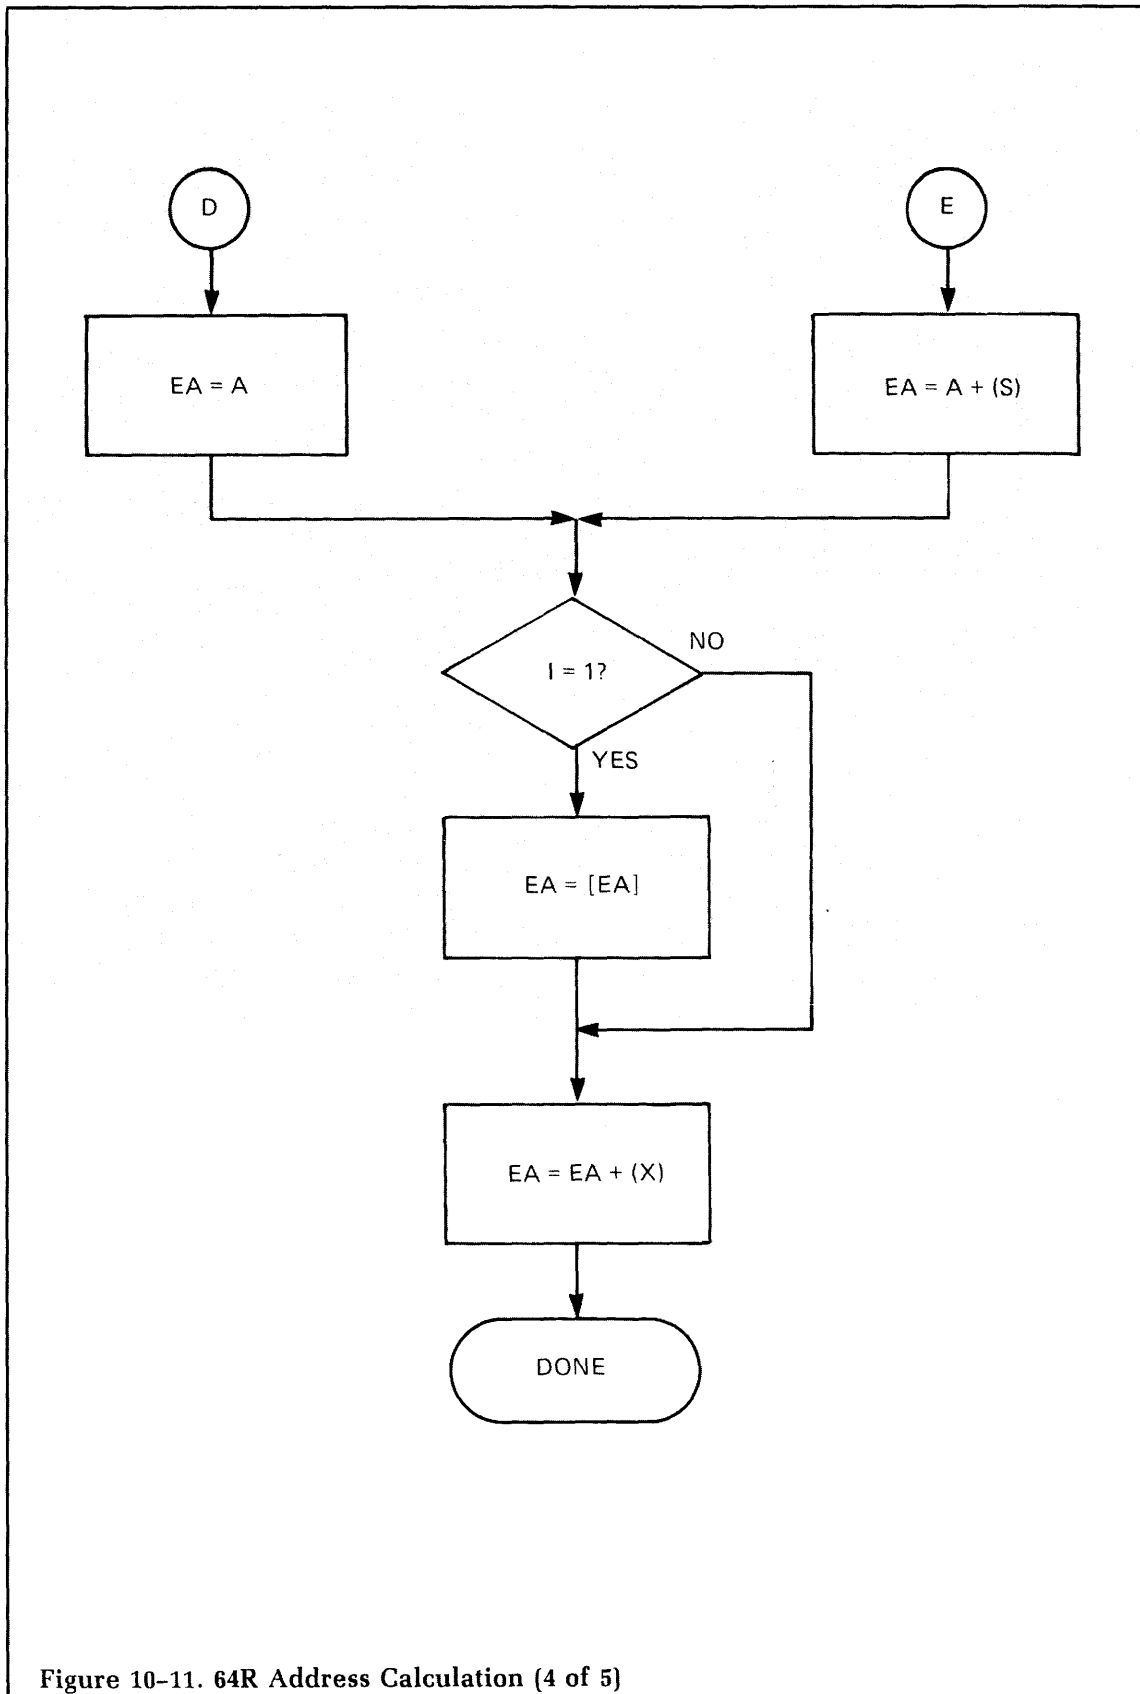 D
E
EA = A
EA = A + (S)
I = 1?
NO
YES
EA = [EA]
EA = EA + (X)
DONE
Figure 10-11. 64R Address Calculation (4 of 5)